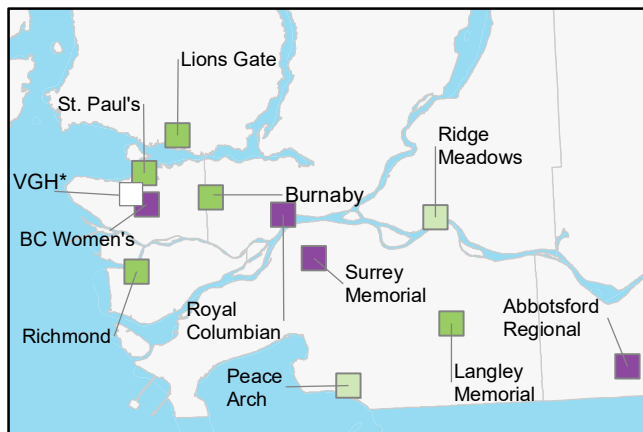 Lions Gate
St. Paul's
Ridge
Meadows
VGH*
Burnaby
BC Women's
Surrey
Memorial
Royal
Columbian
Abbotsford
Regional
Richmond
Peace
Arch
Langley
Memorial